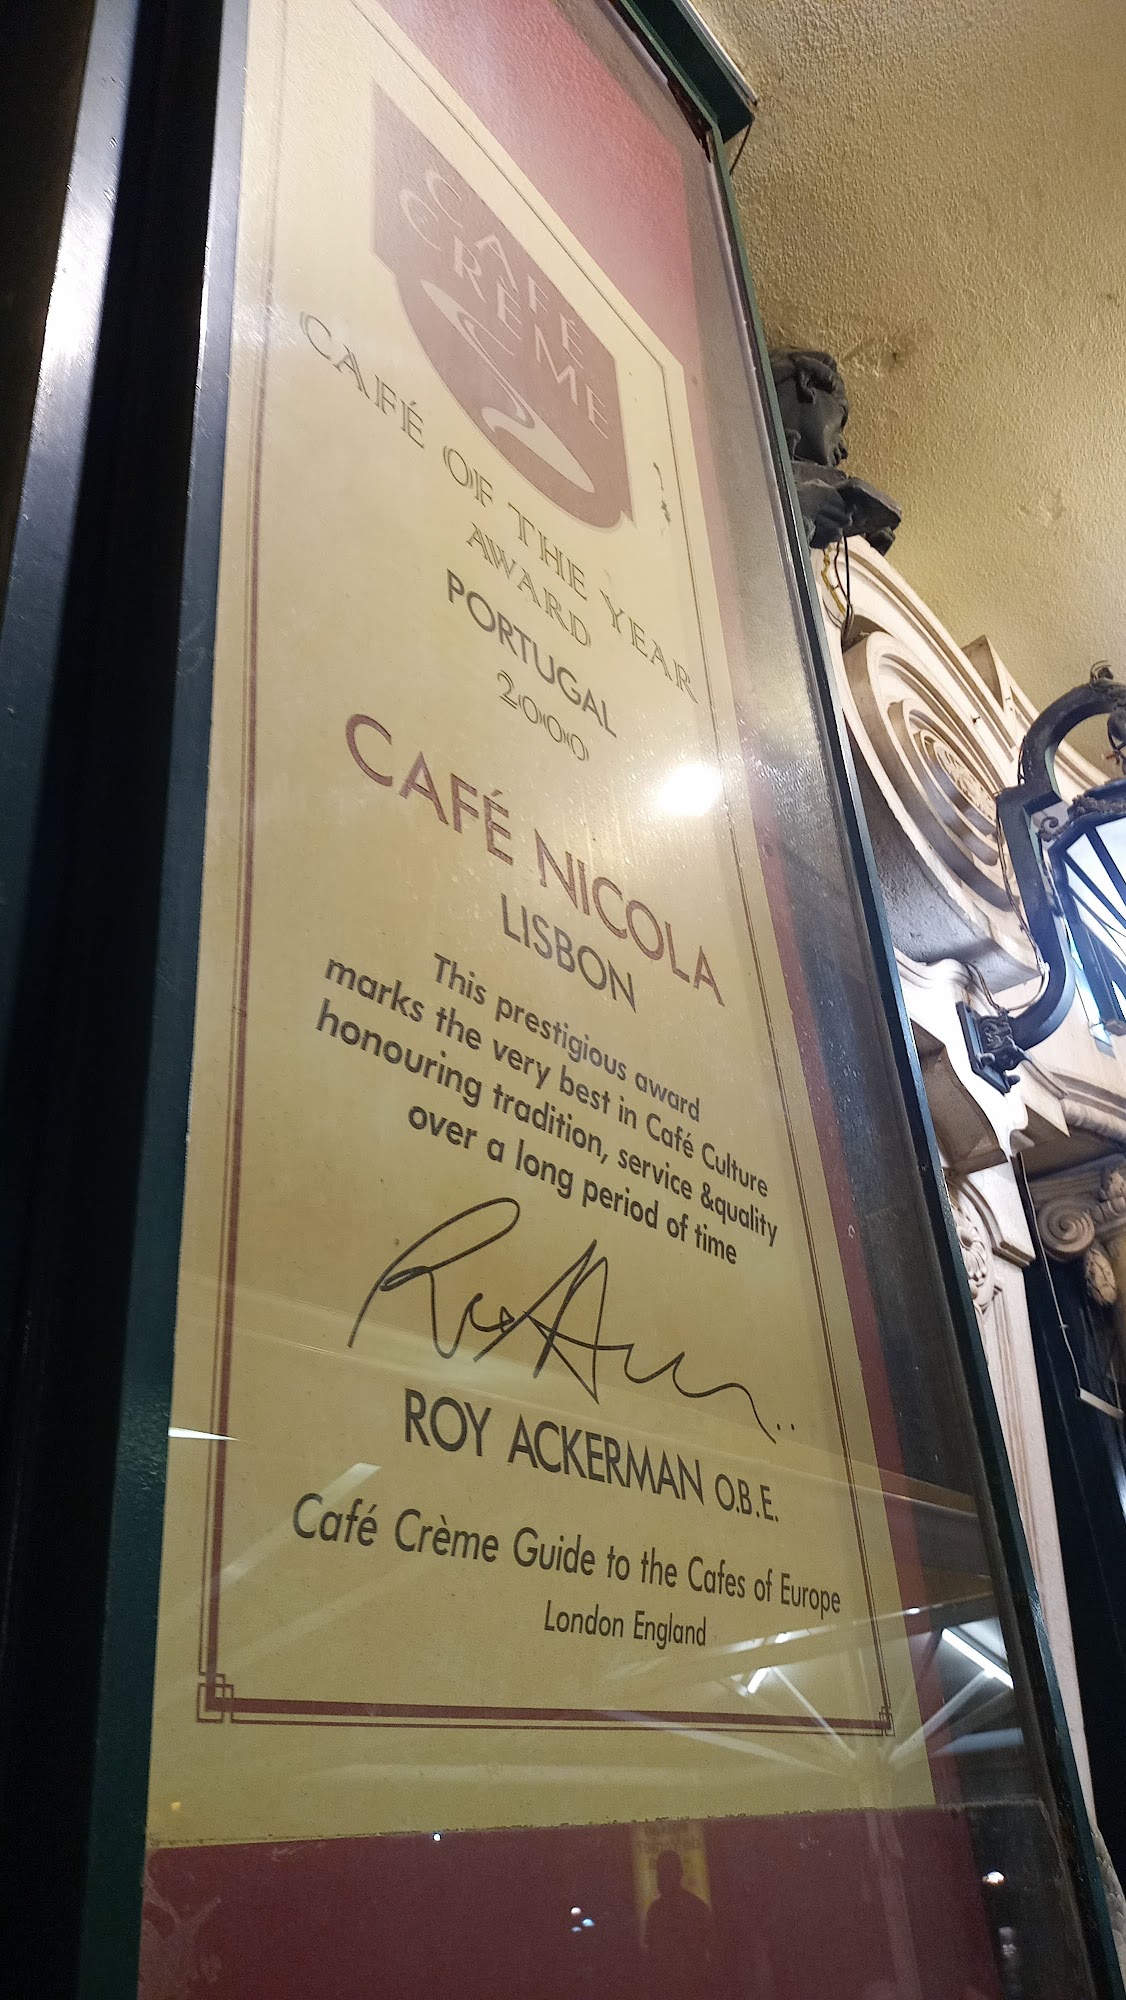 CAFÉ
CRÈME
CAFÉ OF THE YEAR
AWARD
PORTUGAL
2000
CAFÉ NICOLA
LISBON
This prestigious award
marks the very best in Café Culture
honouring tradition, service &quality
over a long period of time
ROY ACKERMAN O.B.E.
Café Crème Guide to the Cafes of Europe
London England